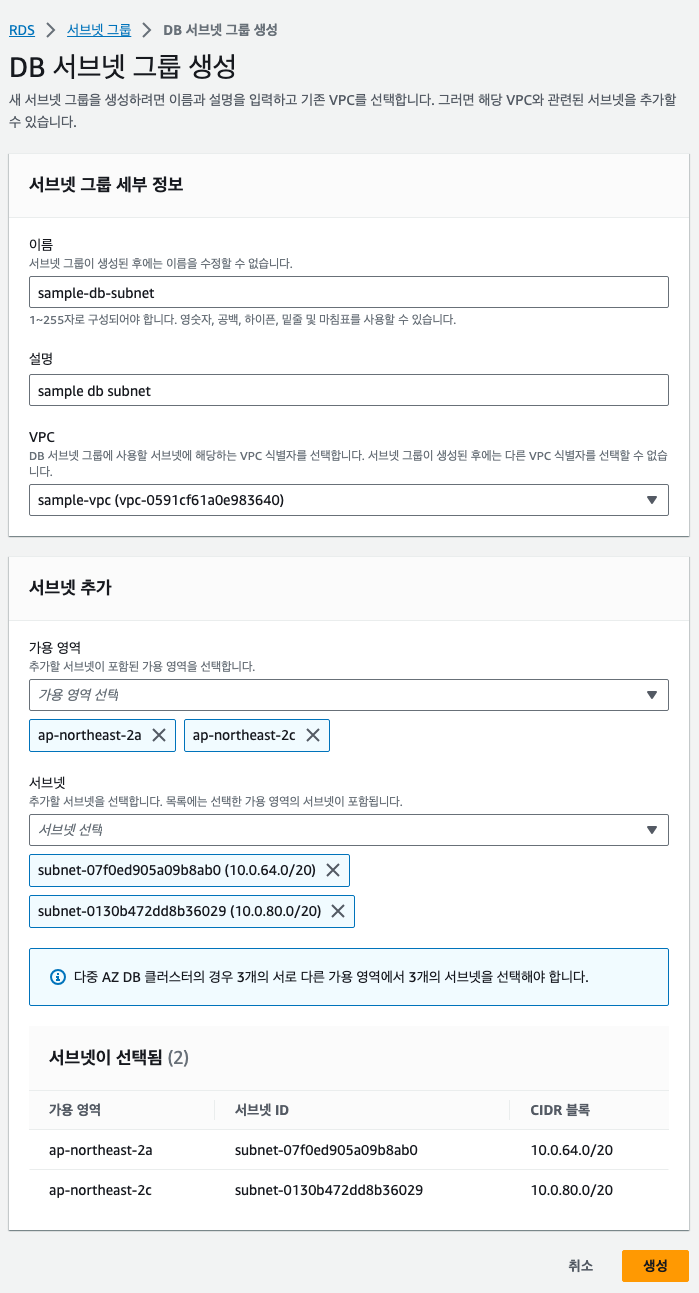 RDS > 서브넷 그룹 > DB 서브넷 그룹 생성
DB 서브넷 그룹 생성
새 서브넷 그룹을 생성하려면 이름과 설명을 입력하고 기존 VPC를 선택합니다. 그러면 해당 VPC와 관련된 서브넷을 추가할
수 있습니다.
서브넷 그룹 세부 정보
이름
서브넷 그룹이 생성된 후에는 이름을 수정할 수 없습니다.
sample-db-subnet
1~255자로 구성되어야 합니다. 영숫자, 공백, 하이픈, 밑줄 및 마침표를 사용할 수 있습니다.
설명
sample db subnet
VPC
DB 서브넷 그룹에 사용할 서브넷에 해당하는 VPC 식별자를 선택합니다. 서브넷 그룹이 생성된 후에는 다른 VPC 식별자를 선택할 수 없습
니다.
sample-vpc (vpc-0591cf61a0e983640)
서브넷 추가
가용 영역
추가할 서브넷이 포함된 가용 영역을 선택합니다.
가용 영역 선택
ap-northeast-2a ap-northeast-2c
서브넷
추가할 서브넷을 선택합니다. 목록에는 선택한 가용 영역의 서브넷이 포함됩니다.
서브넷 선택
subnet-07f0ed905a09b8ab0 (10.0.64.0/20)
subnet-0130b472dd8b36029 (10.0.80.0/20)
다중 AZ DB 클러스터의 경우 3개의 서로 다른 가용 영역에서 3개의 서브넷을 선택해야 합니다.
서브넷이 선택됨 (2)
가용 영역 서브넷 ID CIDR 블록
ap-northeast-2a subnet-07f0ed905a09b8ab0 10.0.64.0/20
ap-northeast-2c subnet-0130b472dd8b36029 10.0.80.0/20
취소 생성